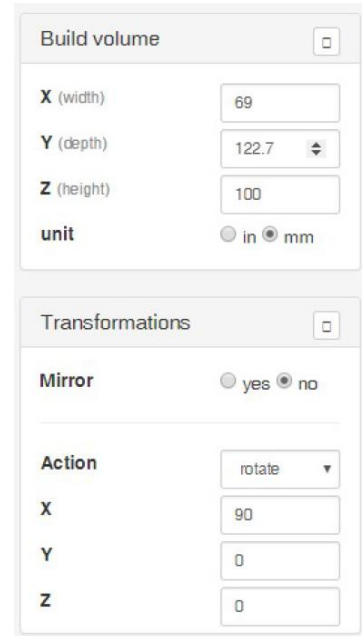 Build volume
X (width) 69
Y (depth) 122.7
Z (height) 100
unit in mm
Transformations
Mirror yes no
Action rotate
X 90
Y 0
Z 0